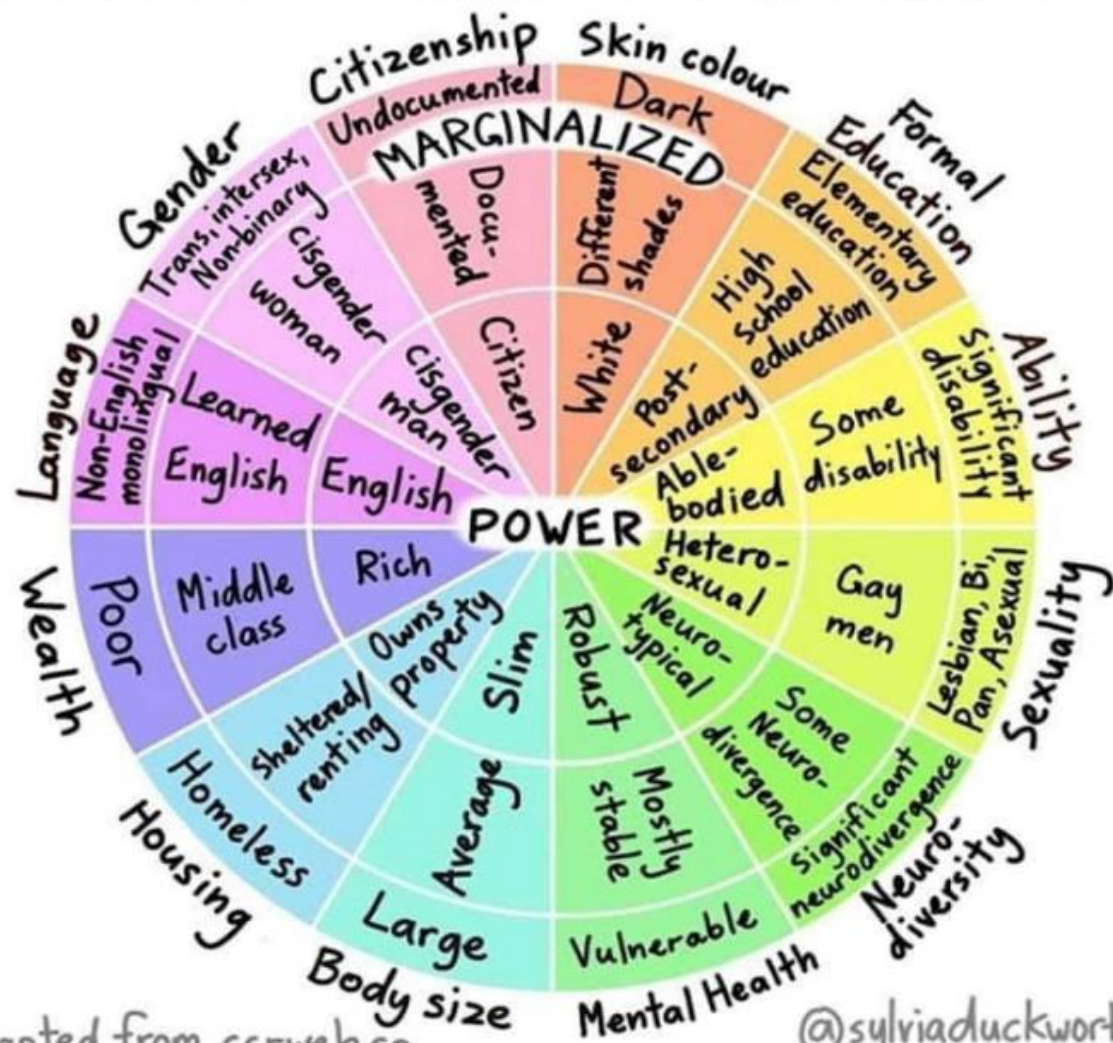 Citizenship
Undocumented
Docu-
mented
Citizen
Skin colour
Dark
Different
shades
White
Formal
Education
Elementary
education
High
school
education
Post-
secondary
Ability
Significant
disability
Some
disability
Able-
bodied
Sexuality
Lesbian, Bi,
Pan, Asexual
Gay
men
Hetero-
sexual
Neuro-
diversity
Significant
neurodivergence
Some
Neuro-
divergence
Neuro-
typical
Mental Health
Vulnerable
Mostly
stable
Robust
Body size
Large
Average
Slim
Housing
Homeless
Sheltered/
renting
Owns
property
Wealth
Poor
Middle
class
Rich
Language
Non-English
monolingual
Learned
English
English
Gender
Trans, intersex,
Non-binary
cisgender
woman
cisgender
man
MARGINALIZED
POWER
@sylviaduckwort